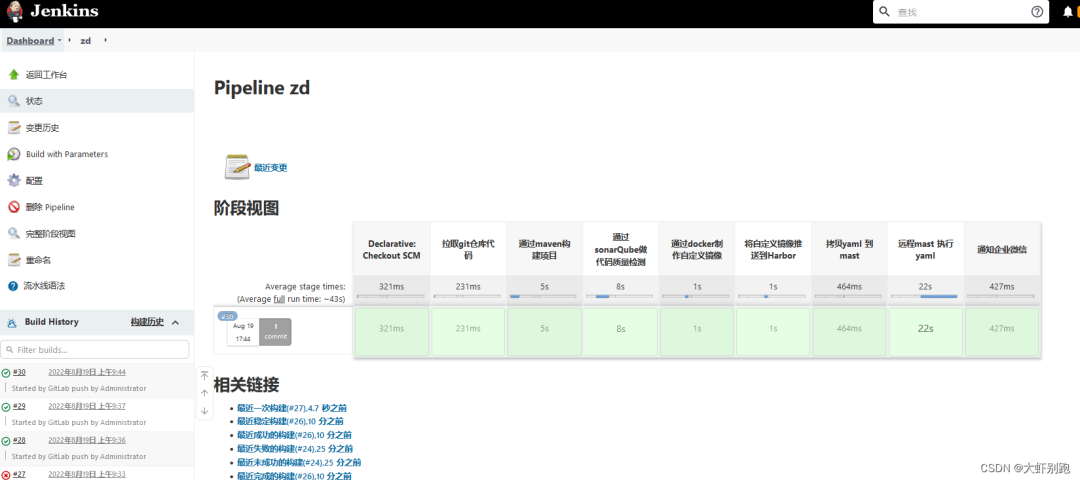 Jenkins
查找
Dashboard
zd
返回工作台
状态
变更历史
Build with Parameters
配置
删除 Pipeline
完整阶段视图
重命名
流水线语法
Build History
构建历史
Filter builds...
#30
2022年8月19日 上午9:44
Started by GitLab push by Administrator
#29
2022年8月19日 上午9:37
Started by GitLab push by Administrator
#28
2022年8月19日 上午9:36
Started by GitLab push by Administrator
#27
2022年8月19日 上午9:33
Pipeline zd
最近变更
阶段视图
Declarative:
Checkout SCM
拉取git仓库代
码
通过maven构
建项目
通过
sonarQube做
代码质量检测
通过docker制
作自定义镜像
将自定义镜像推
送到Harbor
拷贝yaml 到
mast
远程mast 执行
yaml
通知企业微信
Average stage times:
(Average full run time: ~43s)
321ms
231ms
5s
8s
1s
1s
464ms
22s
427ms
#30
Aug 19
17:44
1
commit
321ms
231ms
5s
8s
1s
1s
464ms
22s
427ms
相关链接
最近一次构建(#27),4.7 秒之前
最近稳定构建(#26),10 分之前
最近成功的构建(#26),10 分之前
最近失败的构建(#24),25 分之前
最近未成功的构建(#24),25 分之前
最近完成的构建(#26),10 分之前
CSDN @大虾别跑